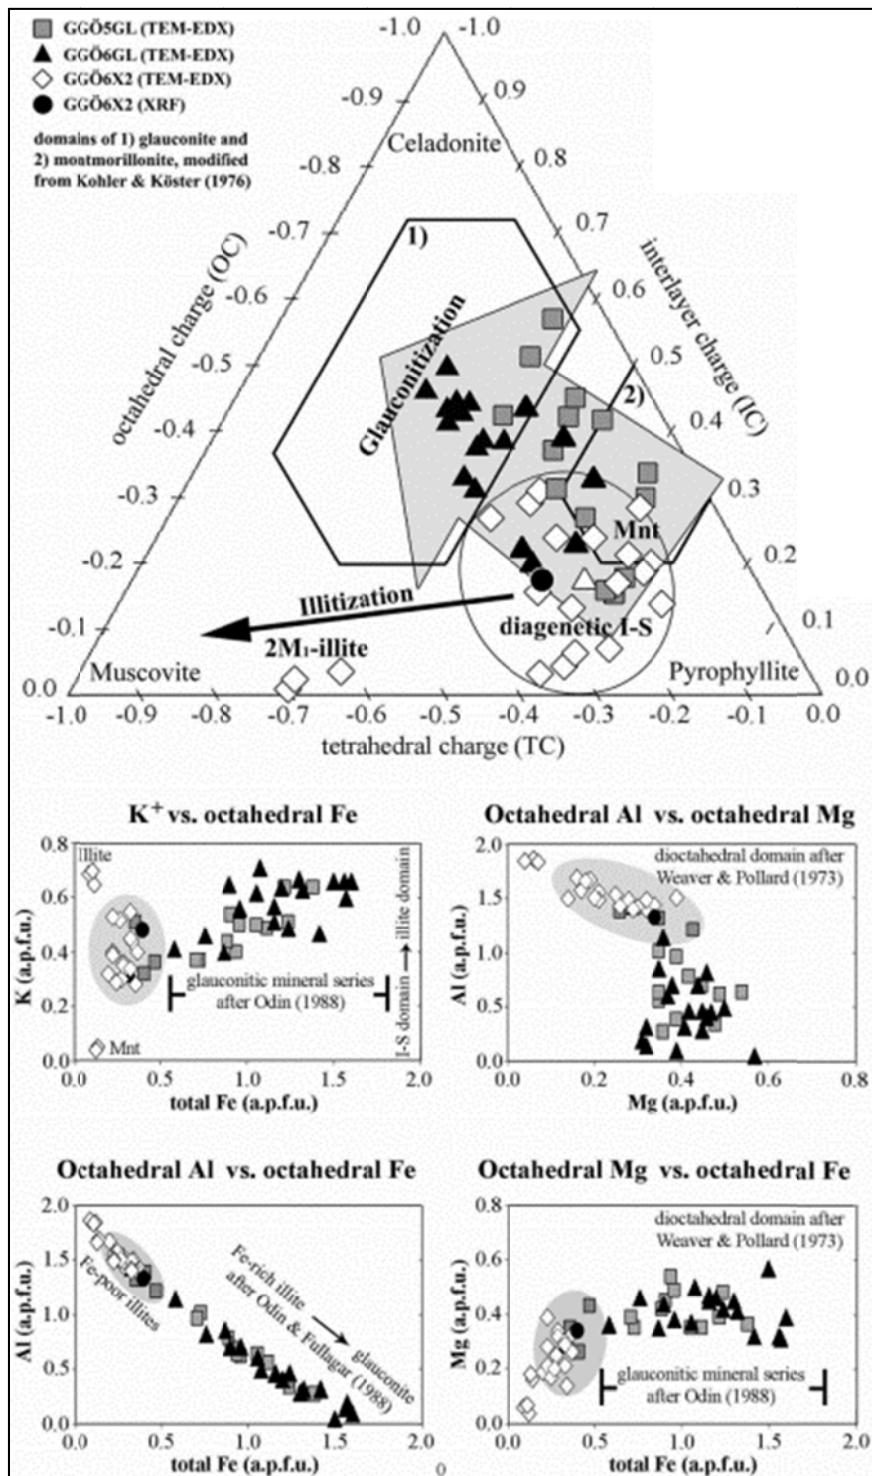 GGÖ5GL (TEM-EDX)
GGÖ6GL (TEM-EDX)
GGÖ6X2 (TEM-EDX)
GGÖ6X2 (XRF)
domains of 1) glauconite and
2) montmorillonite, modified
from Kohler & Köster (1976)
-1.0 -1.0
-0.9 0.9
Celadonite
-0.8 0.8
-0.7 0.7
1)
-0.6 0.6
-0.5 0.5
2)
-0.4 0.4
-0.3 0.3
-0.2 0.2
-0.1 0.1
0.0 0.0
octahedral charge (OC)
interlayer charge (IC)
Glauconitization
Mnt
Illitization
diagenetic I-S
2M1-illite
Muscovite
Pyrophyllite
-1.0 -0.9 -0.8 -0.7 -0.6 -0.5 -0.4 -0.3 -0.2 -0.1 0.0
tetrahedral charge (TC)
K+ vs. octahedral Fe
0.8
0.6
0.4
0.2
0.0
K (a.p.f.u.)
Illite
Mnt
glauconitic mineral series
after Odin (1988)
I-S domain → illite domain
0.0 0.5 1.0 1.5 2.0
total Fe (a.p.f.u.)
Octahedral Al vs. octahedral Mg
2.0
1.5
1.0
0.5
0.0
Al (a.p.f.u.)
dioctahedral domain after
Weaver & Pollard (1973)
0.0 0.2 0.4 0.6 0.8
Mg (a.p.f.u.)
Octahedral Al vs. octahedral Fe
2.0
1.5
1.0
0.5
0.0
Al (a.p.f.u.)
Fe-poor illites
Fe-rich illite → glauconite
after Odin & Fullagar (1988)
0.0 0.5 1.0 1.5 2.0
total Fe (a.p.f.u.)
0
Octahedral Mg vs. octahedral Fe
0.8
0.6
0.4
0.2
0.0
Mg (a.p.f.u.)
dioctahedral domain after
Weaver & Pollard (1973)
glauconitic mineral series
after Odin (1988)
0.0 0.5 1.0 1.5 2.0
total Fe (a.p.f.u.)